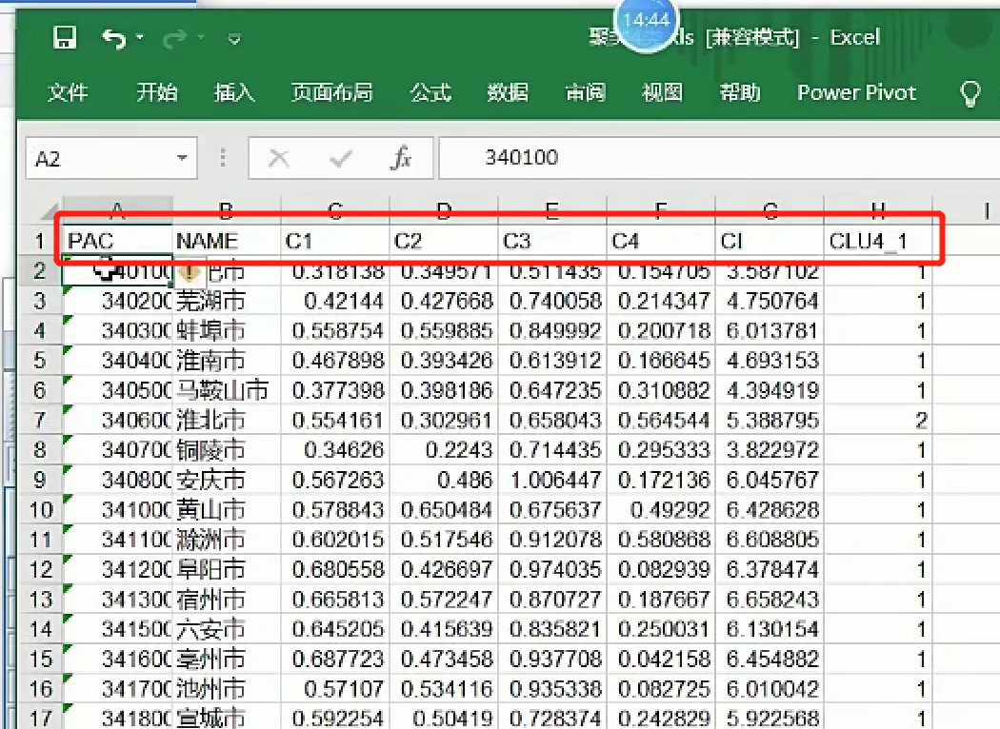 14:44
ls [兼容模式] - Excel
文件 开始 插入 页面布局 公式 数据 审阅 视图 帮助 Power Pivot
A2 fx 340100
A B C D E F G H I
1 PAC NAME C1 C2 C3 C4 CI CLU4_1
2 340100 肥市 0.318138 0.349571 0.511435 0.154705 3.587102 1
3 340200 芜湖市 0.42144 0.427668 0.740058 0.214347 4.750764 1
4 340300 蚌埠市 0.558754 0.559885 0.849992 0.200718 6.013781 1
5 340400 淮南市 0.467898 0.393426 0.613912 0.166645 4.693153 1
6 340500 马鞍山市 0.377398 0.398186 0.647235 0.310882 4.394919 1
7 340600 淮北市 0.554161 0.302961 0.658043 0.564544 5.388795 2
8 340700 铜陵市 0.34626 0.2243 0.714435 0.295333 3.822972 1
9 340800 安庆市 0.567263 0.486 1.006447 0.172136 6.045767 1
10 341000 黄山市 0.578843 0.650484 0.675637 0.49292 6.428628 1
11 341100 滁洲市 0.602015 0.517546 0.912078 0.580868 6.608805 1
12 341200 阜阳市 0.680558 0.426697 0.974035 0.082939 6.378474 1
13 341300 宿州市 0.665813 0.572247 0.870727 0.187667 6.658243 1
14 341500 六安市 0.645205 0.415639 0.835821 0.250031 6.130154 1
15 341600 亳州市 0.687723 0.473458 0.937708 0.042158 6.454882 1
16 341700 池州市 0.57107 0.534116 0.935338 0.082725 6.010042 1
17 341800 宣城市 0.592254 0.50419 0.728374 0.242829 5.922568 1